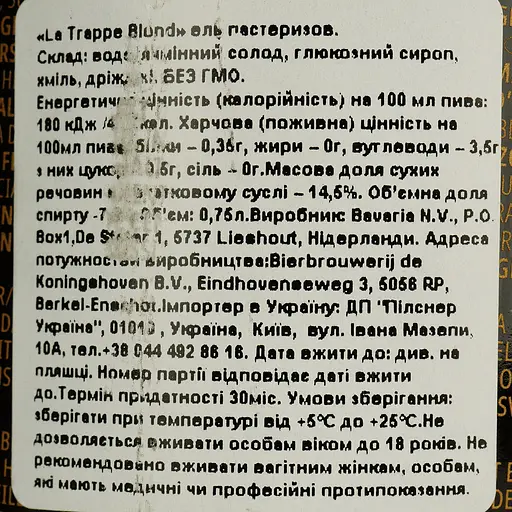 «La Trappe Blond» ель пастеризов.
Склад: вода, ячмінний солод, глюкозний сироп,
хміль, дріжджі. БЕЗ ГМО.
Енергетична цінність (калорійність) на 100 мл пива:
180 кДж ккал. Харчова (поживна) цінність на
100мл пива: білки – 0,35г, жири – 0г, вуглеводи – 3,5г
з них цукор сіль – 0г.Масова доля сухих
речовин в початковому суслі – 14,5%. Об'ємна доля
спирту Об'єм: 0,75л.Виробник: Bavaria N.V., P.O.
Box1,De 1, 5737 Lieshout, Нідерланди. Адреса
потужностей виробництва:Bierbrouwerij de
Koningshoven B.V., Eindhovenseweg 3, 5056 RP,
Berkel-Enschot.Імпортер в Україну: ДП "Пілснер
Україна", 01010 , Україна, Київ, вул. Івана Мазепи,
10А, тел.+38 044 492 86 16. Дата вжити до: див. на
пляшці. Номер партії відповідає даті вжити
до.Термін придатності 30міс. Умови зберігання:
зберігати при температурі від +5°С до +25°С.Не
дозволяється вживати особам віком до 18 років. Не
рекомендовано вживати вагітним жінкам, особам,
які мають медичні чи професійні протипоказання.